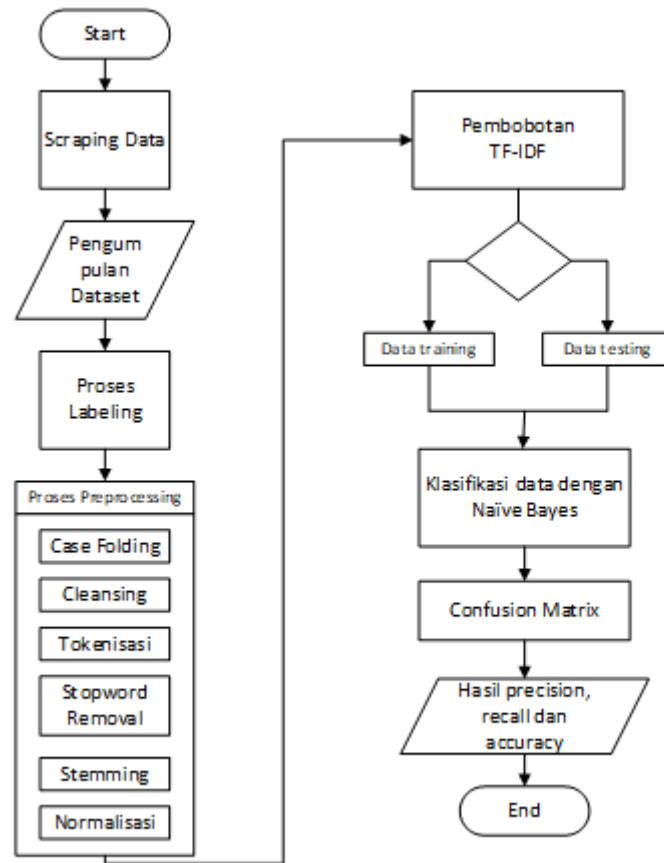 Start
Scraping Data
Pengum
pulan
Dataset
Proses
Labeling
Proses Preprocessing
Case Folding
Cleansing
Tokenisasi
Stopword
Removal
Stemming
Normalisasi
Pembobotan
TF-IDF
Data training
Data testing
Klasifikasi data dengan
Naïve Bayes
Confusion Matrix
Hasil precision,
recall dan
accuracy
End